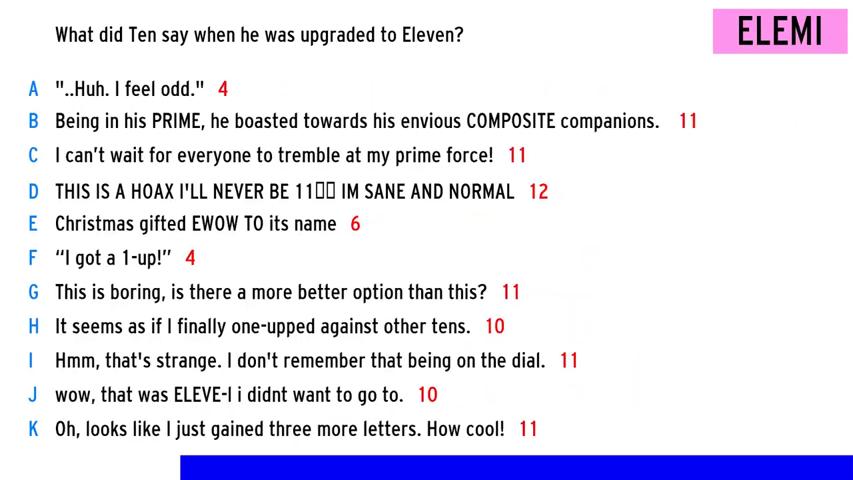 What did Ten say when he was upgraded to Eleven?
ELEMI
A "..Huh. I feel odd." 4
B Being in his PRIME, he boasted towards his envious COMPOSITE companions. 11
C I can't wait for everyone to tremble at my prime force! 11
D THIS IS A HOAX I'LL NEVER BE 11▯▯ IM SANE AND NORMAL 12
E Christmas gifted EWOW TO its name 6
F “I got a 1-up!” 4
G This is boring, is there a more better option than this? 11
H It seems as if I finally one-upped against other tens. 10
I Hmm, that's strange. I don't remember that being on the dial. 11
J wow, that was ELEVE-I i didnt want to go to. 10
K Oh, looks like I just gained three more letters. How cool! 11